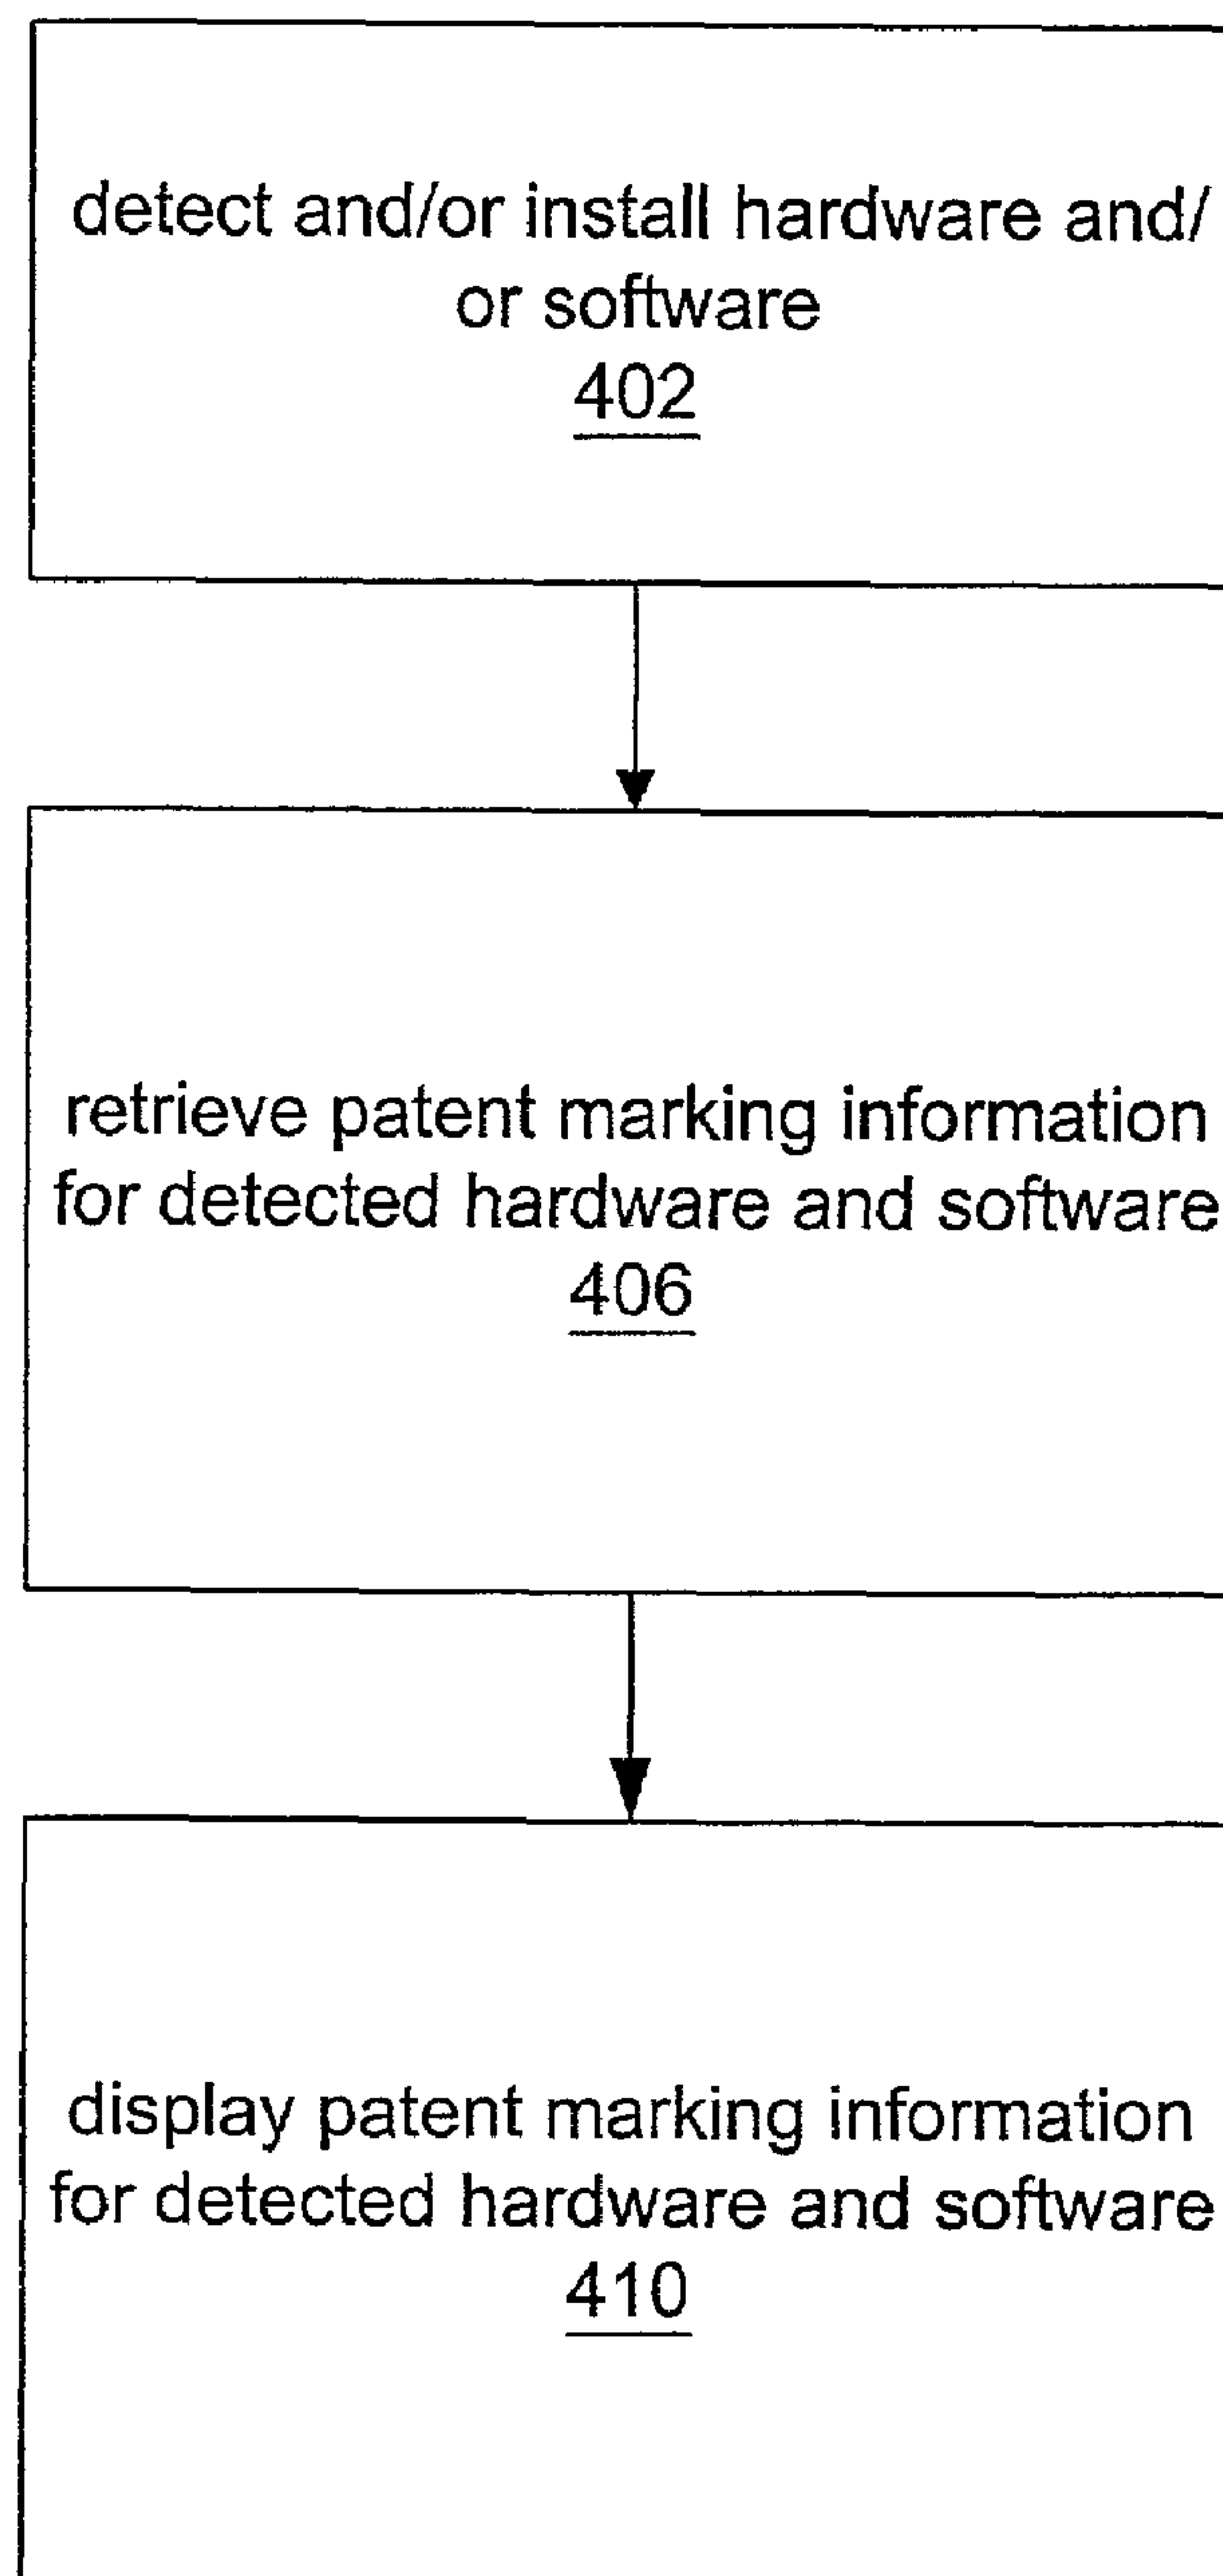 detect and/or install hardware and/
or software
402
retrieve patent marking information
for detected hardware and software
406
display patent marking information
for detected hardware and software
410